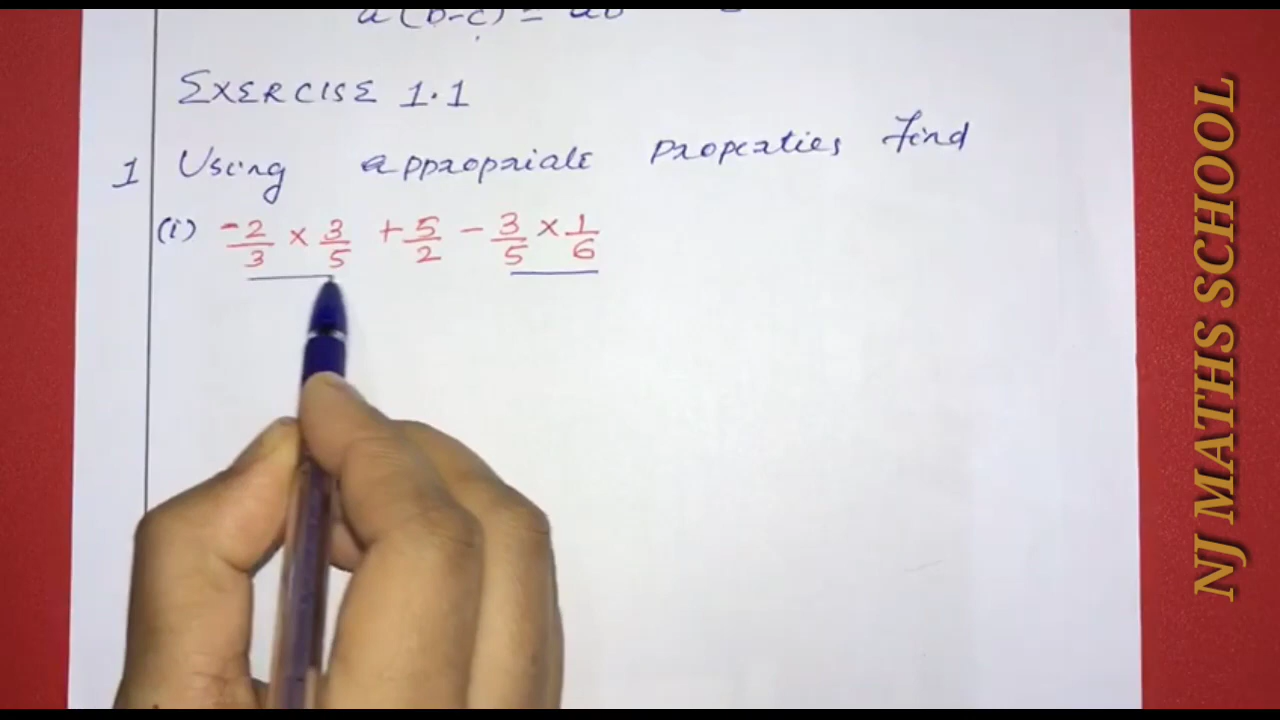 a(b-c) = ab
EXERCISE 1.1
1 Using appropriate properties find
(i) -2/3 × 3/5 + 5/2 - 3/5 × 1/6
NJ MATHS SCHOOL